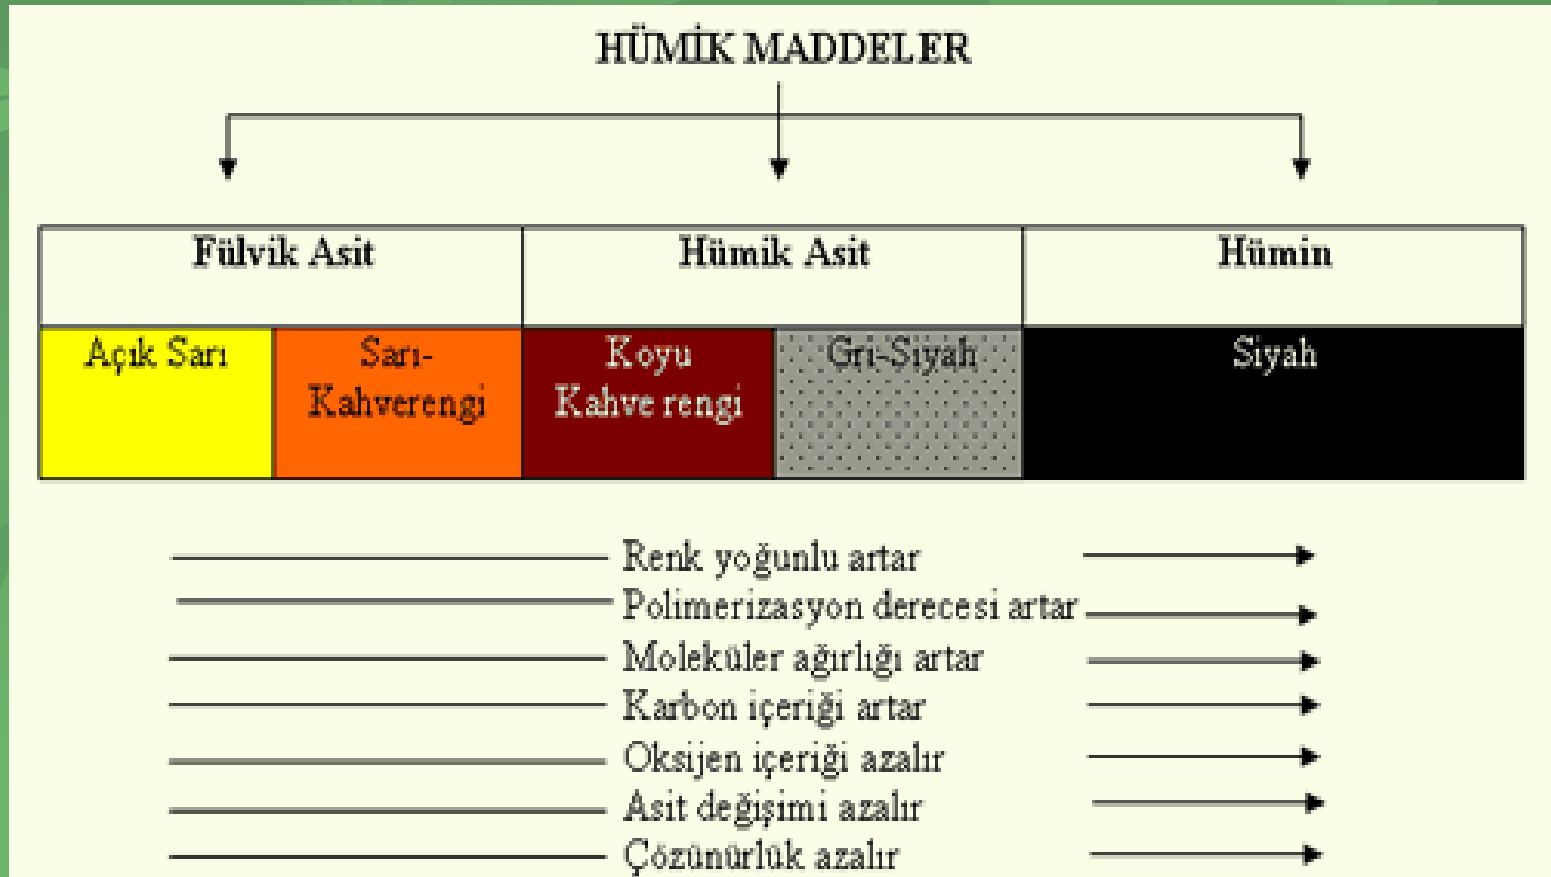 HÜMİK MADDELER
Fülvik Asit
Hümik Asit
Hümin
Açık Sarı
Sarı-
Kahverengi
Koyu
Kahve rengi
Gri-Siyah
Siyah
Renk yoğunlu artar
Polimerizasyon derecesi artar
Moleküler ağırlığı artar
Karbon içeriği artar
Oksijen içeriği azalır
Asit değişimi azalır
Çözünürlük azalır